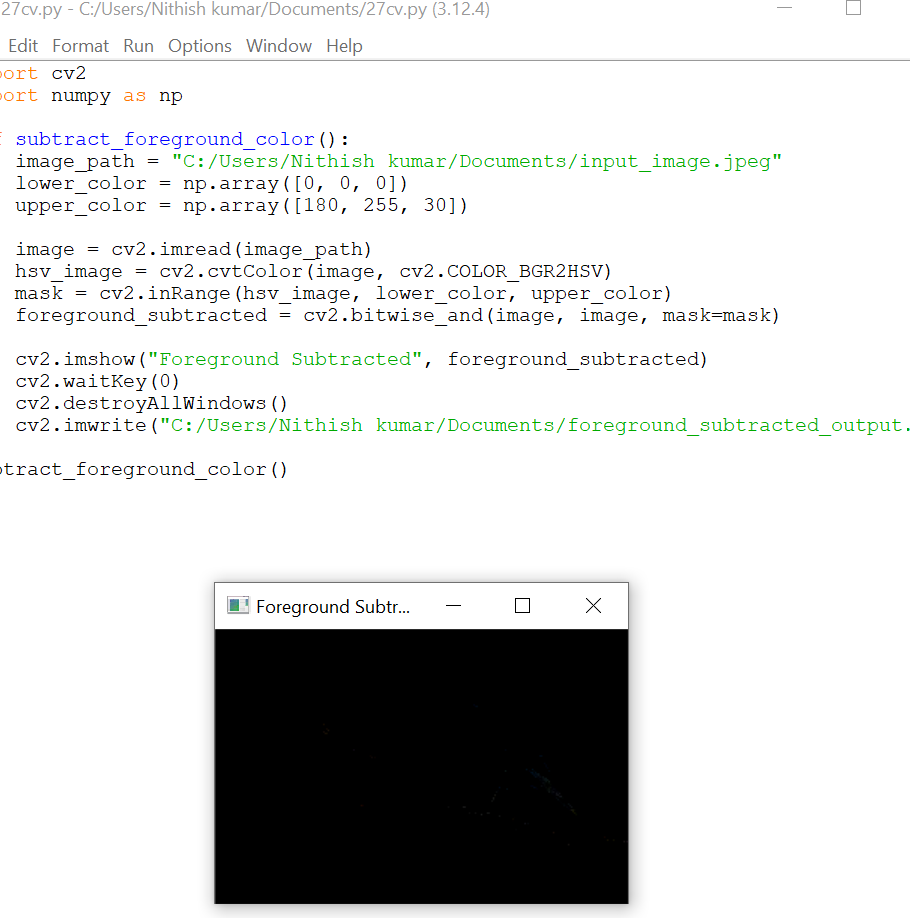 27cv.py - C:/Users/Nithish kumar/Documents/27cv.py (3.12.4)
Edit Format Run Options Window Help
port cv2
port numpy as np
f subtract_foreground_color():
image_path = "C:/Users/Nithish kumar/Documents/input_image.jpeg"
lower_color = np.array([0, 0, 0])
upper_color = np.array([180, 255, 30])
image = cv2.imread(image_path)
hsv_image = cv2.cvtColor(image, cv2.COLOR_BGR2HSV)
mask = cv2.inRange(hsv_image, lower_color, upper_color)
foreground_subtracted = cv2.bitwise_and(image, image, mask=mask)
cv2.imshow("Foreground Subtracted", foreground_subtracted)
cv2.waitKey(0)
cv2.destroyAllWindows()
cv2.imwrite("C:/Users/Nithish kumar/Documents/foreground_subtracted_output.
btract_foreground_color()
Foreground Subtr...